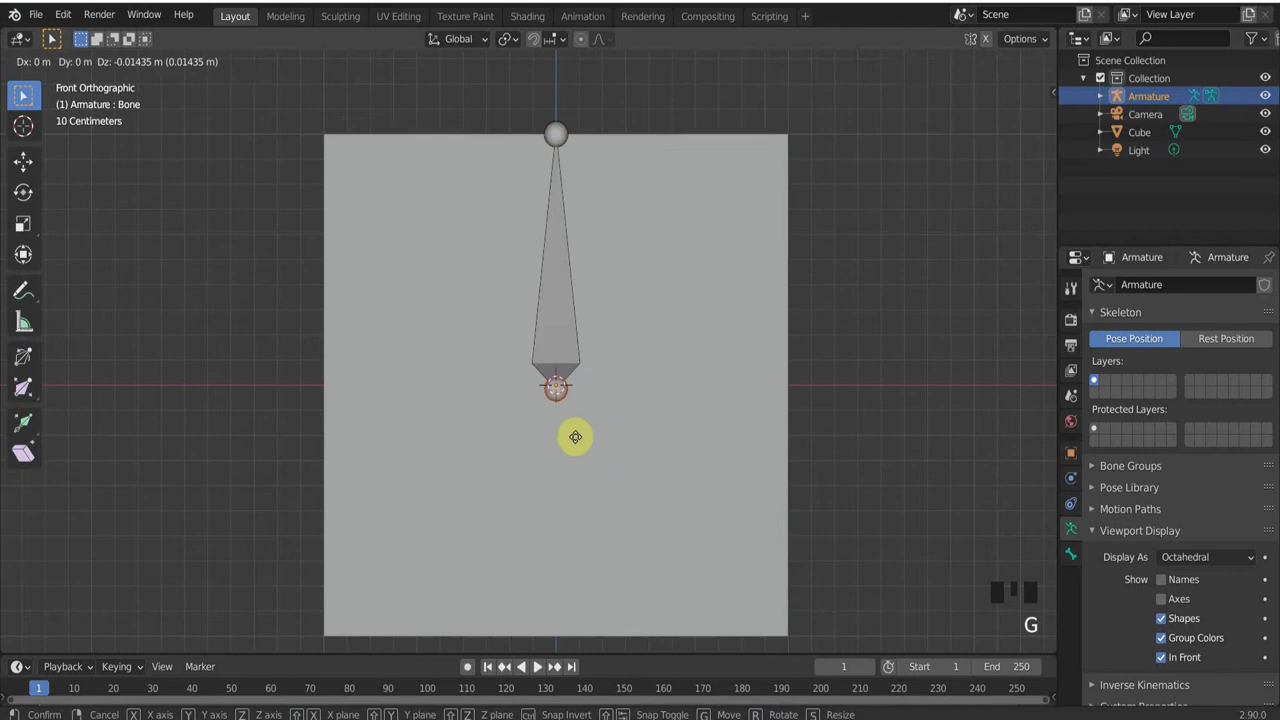 File Edit Render Window Help Layout Modeling Sculpting UV Editing Texture Paint Shading Animation Rendering Compositing Scripting + Scene View Layer
Global Options X
Dx: 0 m Dy: 0 m Dz: -0.01435 m (0.01435 m)
Front Orthographic
(1) Armature : Bone
10 Centimeters
Scene Collection
Collection
Armature
Camera
Cube
Light
Armature Armature
Armature
Skeleton
Pose Position Rest Position
Layers:
Protected Layers:
Bone Groups
Pose Library
Motion Paths
Viewport Display
Display As Octahedral
Show Names
Axes
Shapes
Group Colors
In Front
Inverse Kinematics
G
Playback Keying View Marker 1 Start 1 End 250
1 10 20 30 40 50 60 70 80 90 100 110 120 130 140 150 160 170 180 190 200 210 220 230 240 250
Confirm Cancel X X axis Y Y axis Z Z axis X X plane Y Y plane Z Z plane Ctrl Snap Invert Snap Toggle G Move R Rotate S Resize 2.90.0